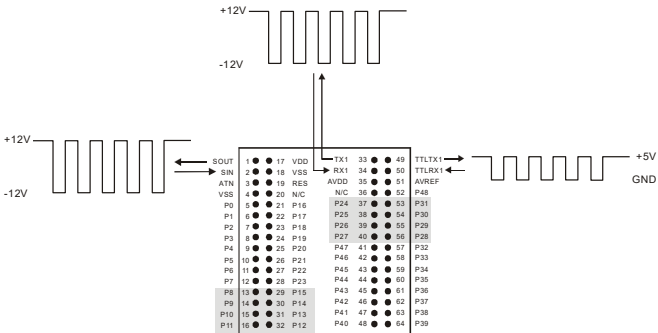 +12V
-12V
+12V
-12V
+5V
GND
SOUT 1 17 VDD TX1 33 49 TTLTX1
SIN 2 18 VSS RX1 34 50 TTLRX1
ATN 3 19 RES AVDD 35 51 AVREF
VSS 4 20 N/C N/C 36 52 P48
P0 5 21 P16 P24 37 53 P31
P1 6 22 P17 P25 38 54 P30
P2 7 23 P18 P26 39 55 P29
P3 8 24 P19 P27 40 56 P28
P4 9 25 P20 P47 41 57 P32
P5 10 26 P21 P46 42 58 P33
P6 11 27 P22 P45 43 59 P34
P7 12 28 P23 P44 44 60 P35
P8 13 29 P15 P43 45 61 P36
P9 14 30 P14 P42 46 62 P37
P10 15 31 P13 P41 47 63 P38
P11 16 32 P12 P40 48 64 P39